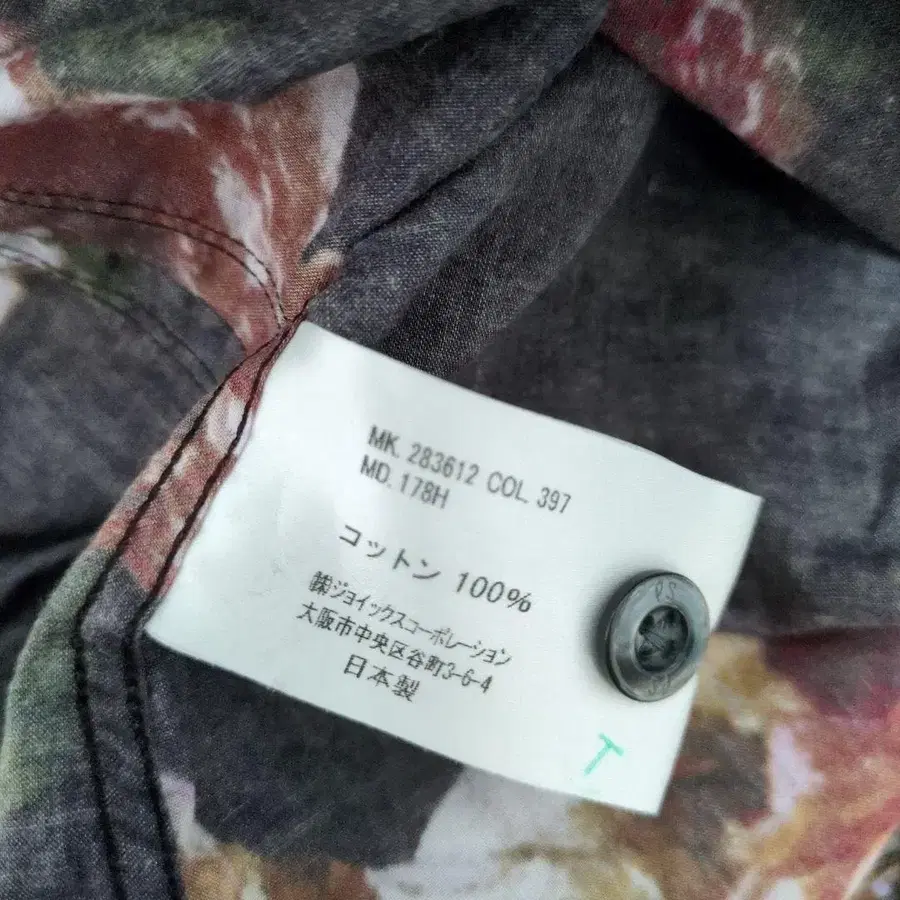 MK. 283612 COL. 397
MD. 178H
コットン 100%
㈱ジョイックスコーポレーション
大阪市中央区谷町3-6-4
日本製
PS
T